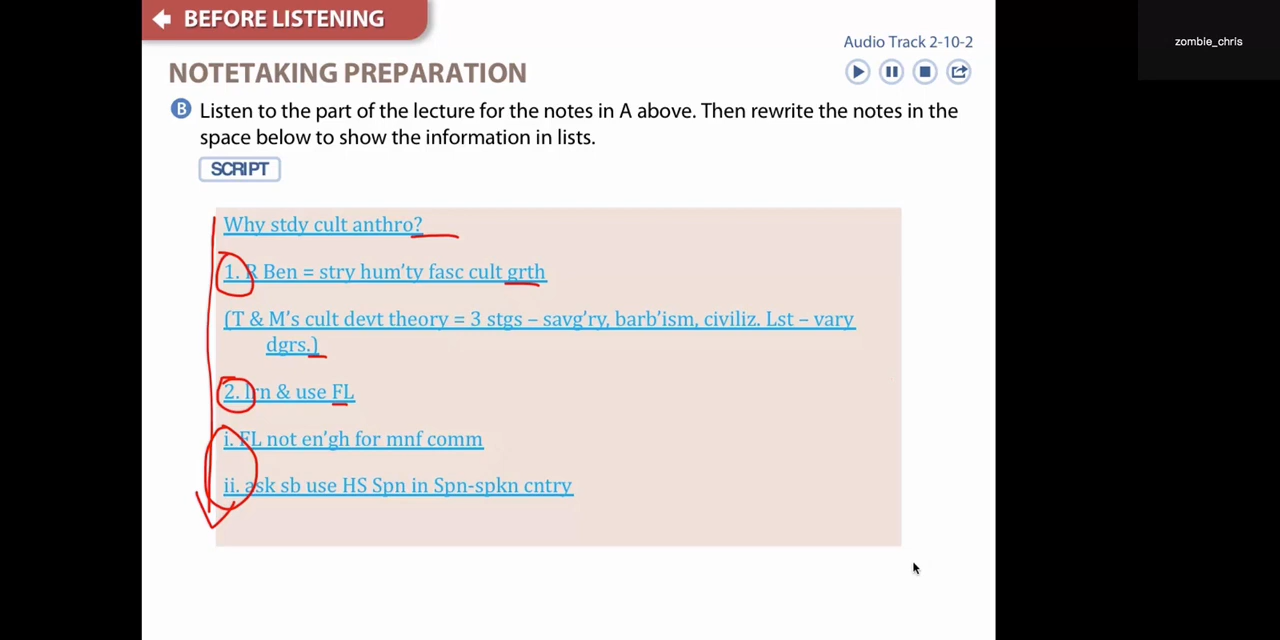 BEFORE LISTENING
Audio Track 2-10-2
zombie_chris
NOTETAKING PREPARATION
B Listen to the part of the lecture for the notes in A above. Then rewrite the notes in the
space below to show the information in lists.
SCRIPT
Why stdy cult anthro?
1. R Ben = stry hum’ty fasc cult grth
(T & M’s cult devt theory = 3 stgs – savg’ry, barb’ism, civiliz. Lst – vary
dgrs.)
2. lrn & use FL
i. FL not en’gh for mnf comm
ii. ask sb use HS Spn in Spn-spkn cntry